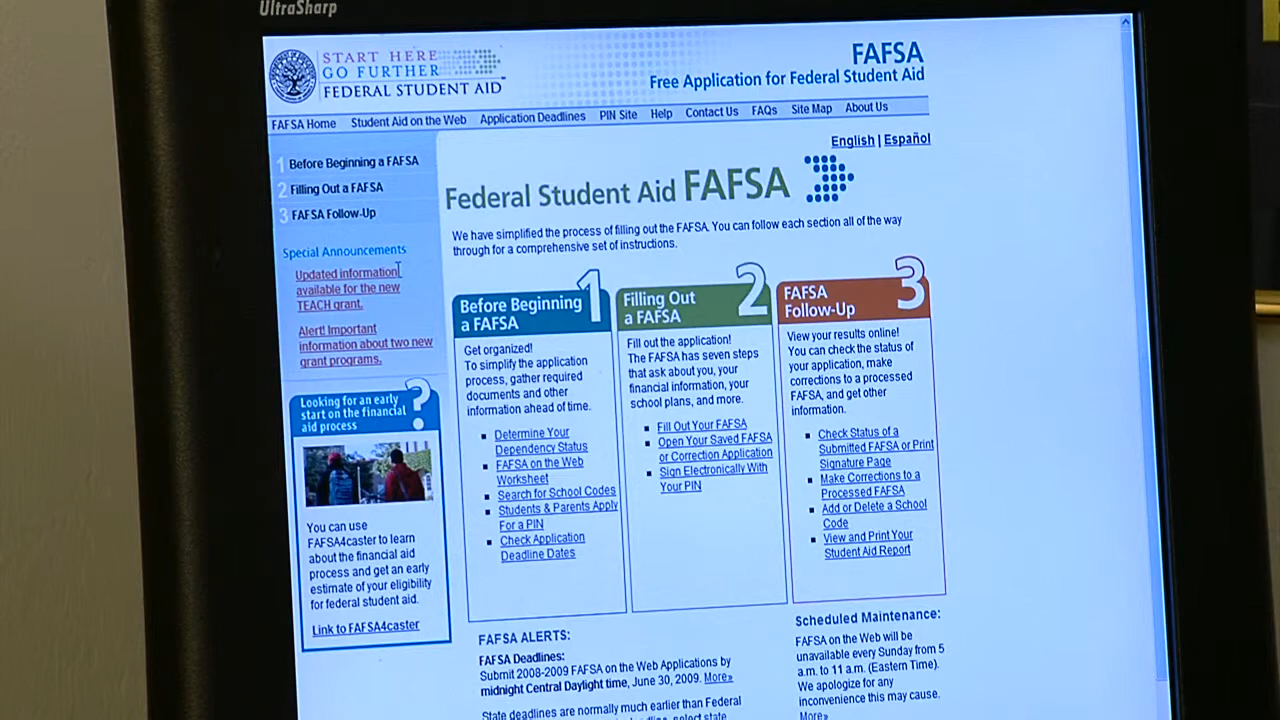 UltraSharp
START HERE
GO FURTHER
FEDERAL STUDENT AID
FAFSA
Free Application for Federal Student Aid
FAFSA Home Student Aid on the Web Application Deadlines PIN Site Help Contact Us FAQs Site Map About Us
English | Español
1 Before Beginning a FAFSA
2 Filling Out a FAFSA
3 FAFSA Follow-Up
Special Announcements
Updated information
available for the new
TEACH grant.
Alert! Important
information about two new
grant programs.
Looking for an early
start on the financial
aid process
?
You can use
FAFSA4caster to learn
about the financial aid
process and get an early
estimate of your eligibility
for federal student aid.
Link to FAFSA4caster
Federal Student Aid FAFSA
We have simplified the process of filling out the FAFSA. You can follow each section all of the way
through for a comprehensive set of instructions.
Before Beginning
a FAFSA
1
Get organized!
To simplify the application
process, gather required
documents and other
information ahead of time.
Determine Your
Dependency Status
FAFSA on the Web
Worksheet
Search for School Codes
Students & Parents Apply
For a PIN
Check Application
Deadline Dates
Filling Out
a FAFSA
2
Fill out the application!
The FAFSA has seven steps
that ask about you, your
financial information, your
school plans, and more.
Fill Out Your FAFSA
Open Your Saved FAFSA
or Correction Application
Sign Electronically With
Your PIN
FAFSA
Follow-Up
3
View your results online!
You can check the status of
your application, make
corrections to a processed
FAFSA, and get other
information.
Check Status of a
Submitted FAFSA or Print
Signature Page
Make Corrections to a
Processed FAFSA
Add or Delete a School
Code
View and Print Your
Student Aid Report
FAFSA ALERTS:
FAFSA Deadlines:
Submit 2008-2009 FAFSA on the Web Applications by
midnight Central Daylight time, June 30, 2009. More»
State deadlines are normally much earlier than Federal
select state
Scheduled Maintenance:
FAFSA on the Web will be
unavailable every Sunday from 5
a.m. to 11 a.m. (Eastern Time).
We apologize for any
inconvenience this may cause.
More»